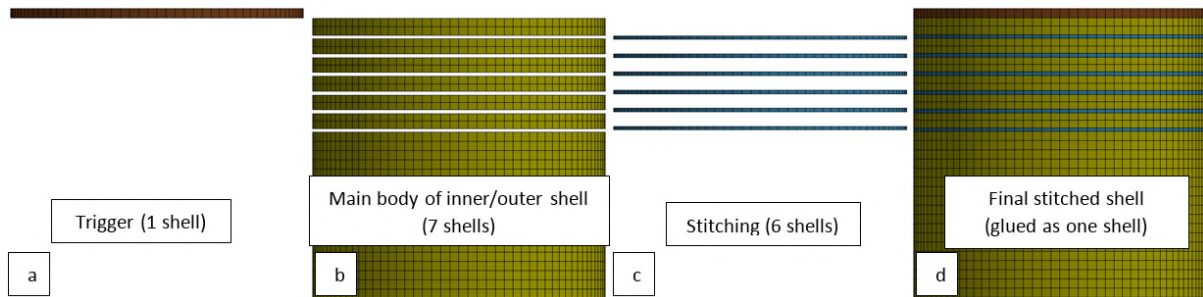 Trigger (1 shell)
a
Main body of inner/outer shell
(7 shells)
b
Stitching (6 shells)
c
Final stitched shell
(glued as one shell)
d